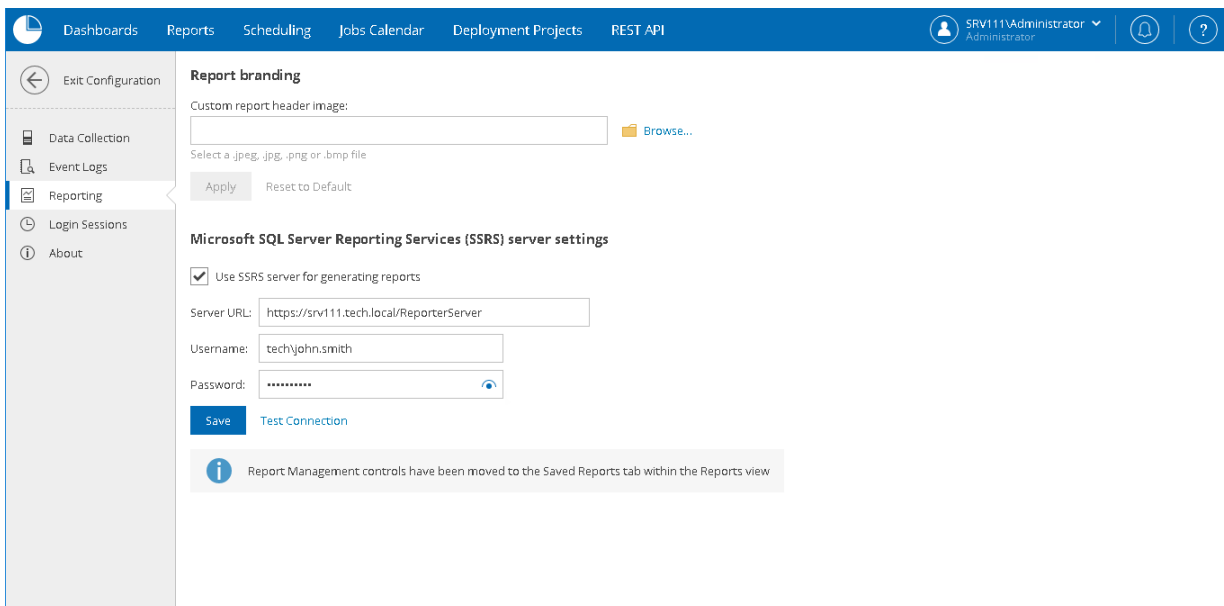 Dashboards Reports Scheduling Jobs Calendar Deployment Projects REST API SRV111\Administrator
Administrator
?
Exit Configuration
Data Collection
Event Logs
Reporting
Login Sessions
About
Report branding
Custom report header image:
Browse...
Select a .jpeg, .jpg, .png or .bmp file
Apply Reset to Default
Microsoft SQL Server Reporting Services (SSRS) server settings
Use SSRS server for generating reports
Server URL: https://srv111.tech.local/ReporterServer
Username: tech\john.smith
Password: ••••••••••
Save Test Connection
Report Management controls have been moved to the Saved Reports tab within the Reports view